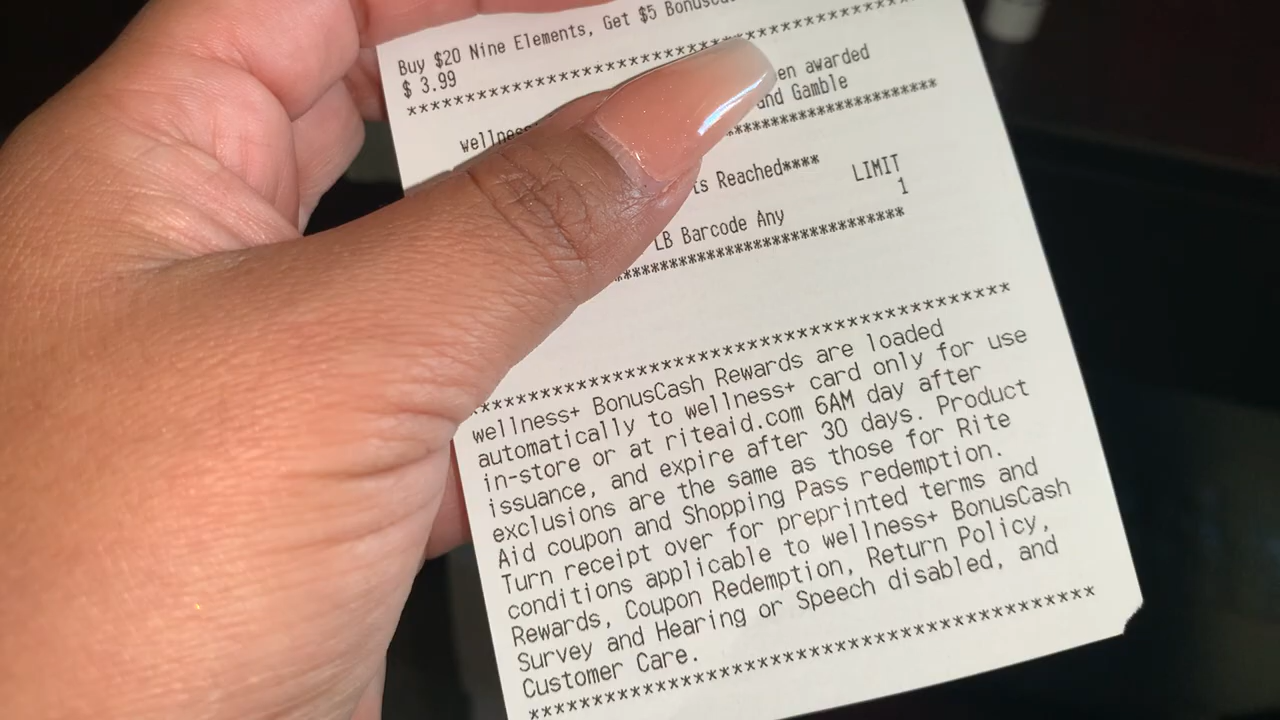 Buy $20 Nine Elements, Get $5
$ 3.99
****************************************
en awarded
and Gamble
****************************
ts Reached****
LIMIT
1
LB Barcode Any
******************************
****************************************
wellness+ BonusCash Rewards are loaded
automatically to wellness+ card only for use
in-store or at riteaid.com 6AM day after
issuance, and expire after 30 days. Product
exclusions are the same as those for Rite
Aid coupon and Shopping Pass redemption.
Turn receipt over for preprinted terms and
conditions applicable to wellness+ BonusCash
Rewards, Coupon Redemption, Return Policy,
Survey and Hearing or Speech disabled, and
Customer Care.
****************************************